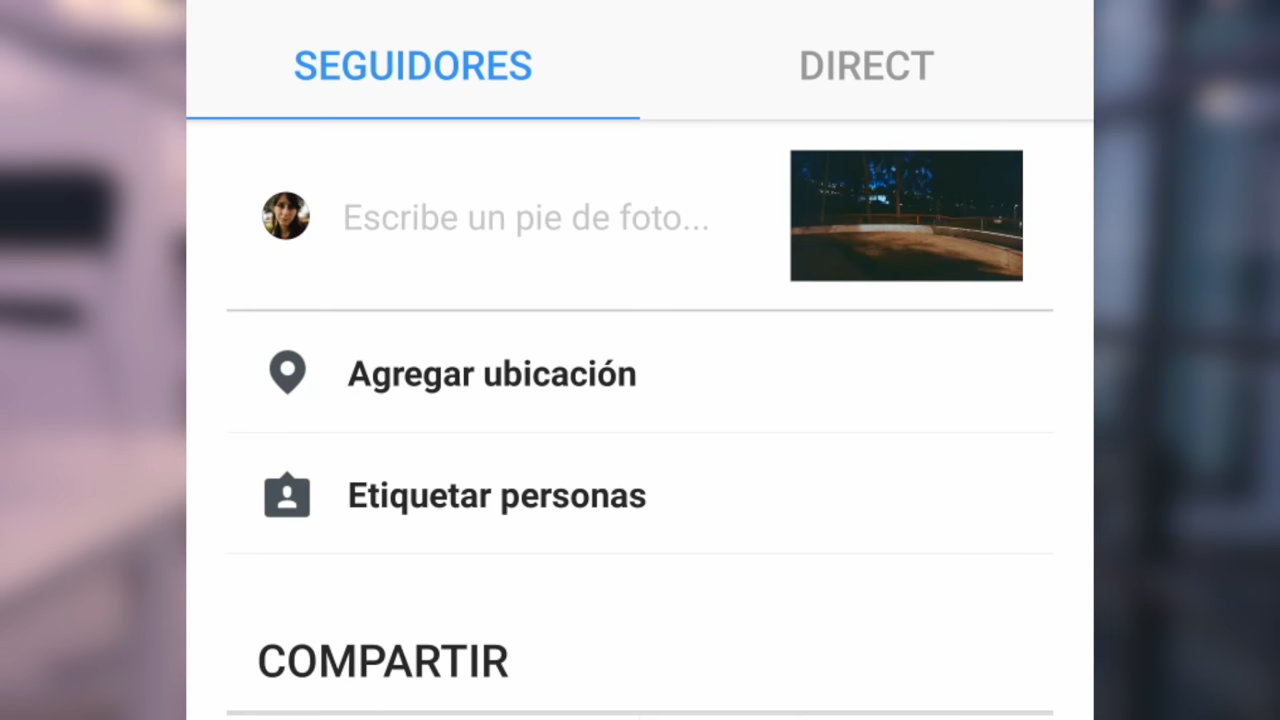 SEGUIDORES DIRECT
Escribe un pie de foto...
Agregar ubicación
Etiquetar personas
COMPARTIR